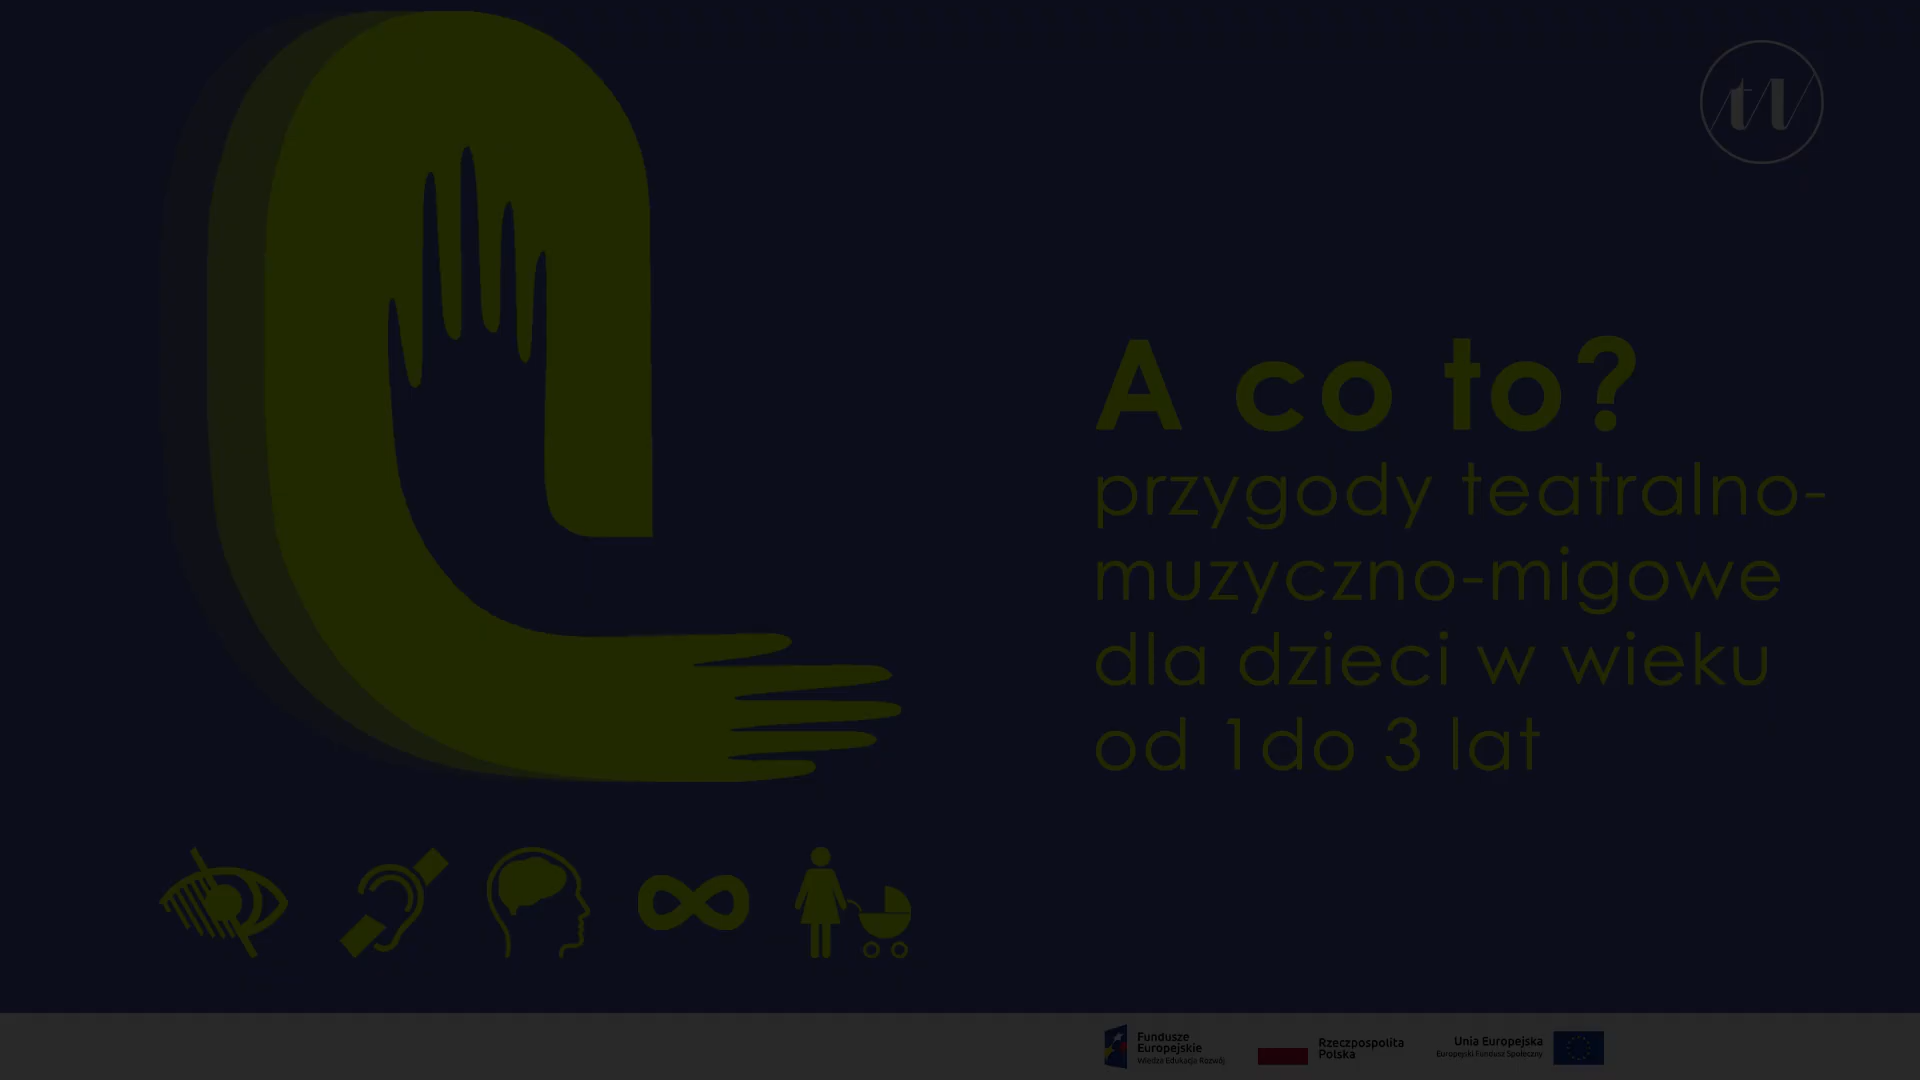 A co to?
przygody teatralno-
muzyczno-migowe
dla dzieci w wieku
od 1do 3 lat
Fundusze
Europejskie
Wiedza Edukacja Rozwój
Rzeczpospolita
Polska
Unia Europejska
Europejski Fundusz Społeczny